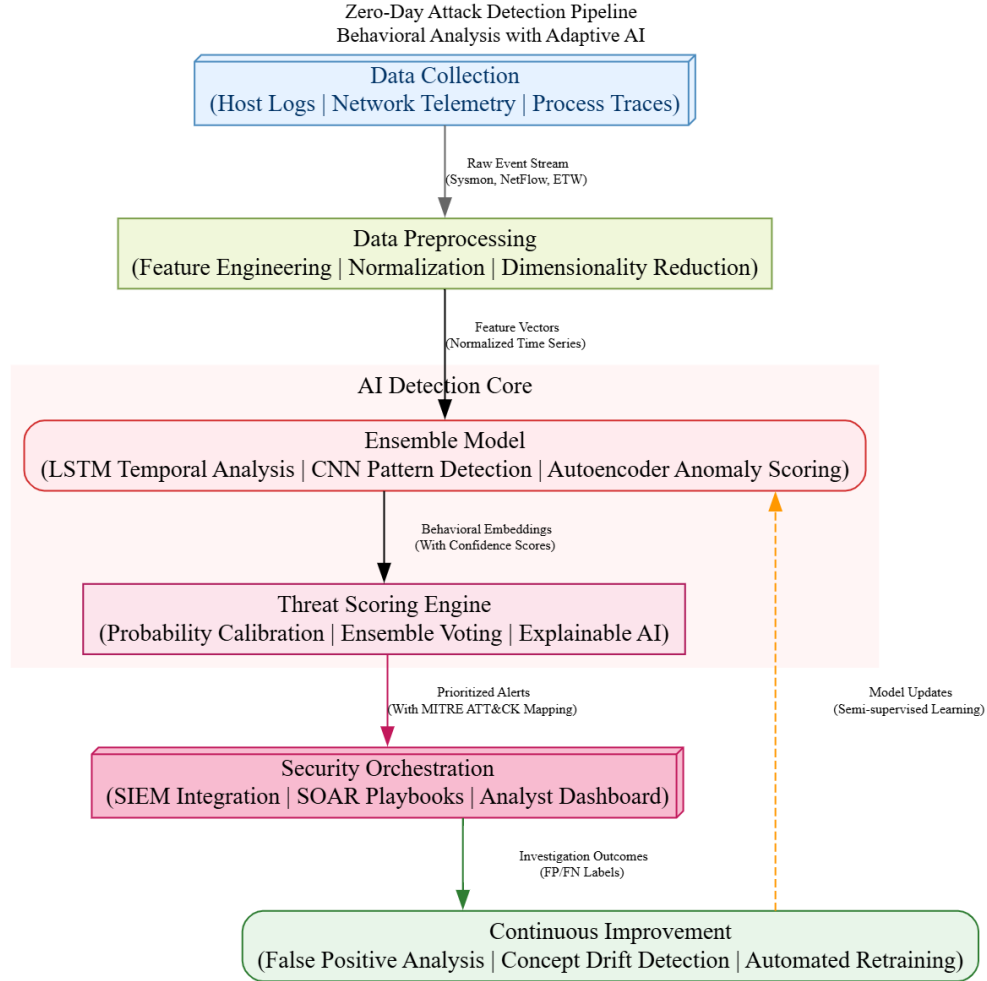 Zero-Day Attack Detection Pipeline
Behavioral Analysis with Adaptive AI
Data Collection
(Host Logs | Network Telemetry | Process Traces)
Raw Event Stream
(Sysmon, NetFlow, ETW)
Data Preprocessing
(Feature Engineering | Normalization | Dimensionality Reduction)
Feature Vectors
(Normalized Time Series)
AI Detection Core
Ensemble Model
(LSTM Temporal Analysis | CNN Pattern Detection | Autoencoder Anomaly Scoring)
Behavioral Embeddings
(With Confidence Scores)
Threat Scoring Engine
(Probability Calibration | Ensemble Voting | Explainable AI)
Prioritized Alerts
(With MITRE ATT&CK Mapping)
Model Updates
(Semi-supervised Learning)
Security Orchestration
(SIEM Integration | SOAR Playbooks | Analyst Dashboard)
Investigation Outcomes
(FP/FN Labels)
Continuous Improvement
(False Positive Analysis | Concept Drift Detection | Automated Retraining)